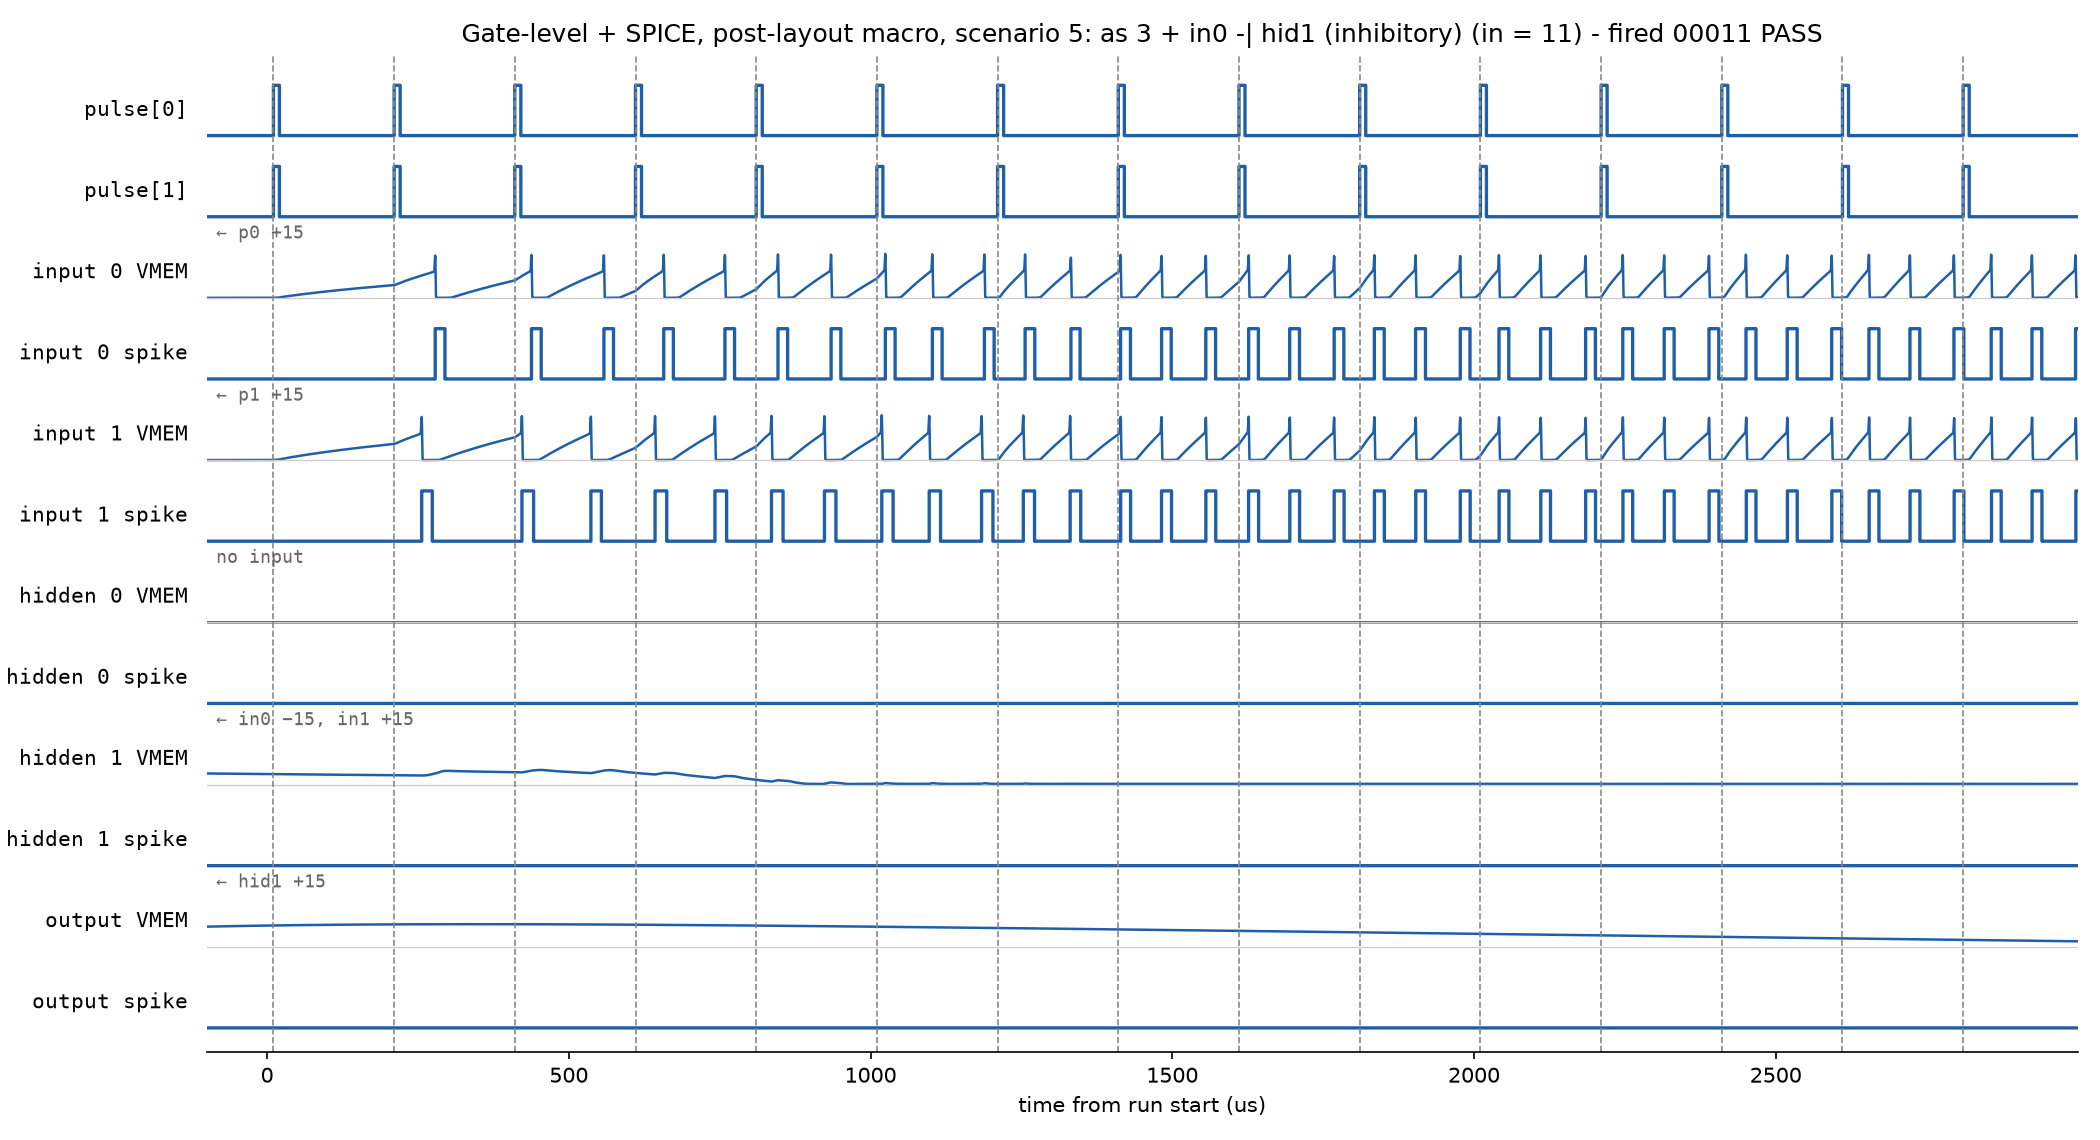 Gate-level + SPICE, post-layout macro, scenario 5: as 3 + in0 -| hid1 (inhibitory) (in = 11) - fired 00011 PASS
pulse[0]
pulse[1]
← p0 +15
input 0 VMEM
input 0 spike
← p1 +15
input 1 VMEM
input 1 spike
no input
hidden 0 VMEM
hidden 0 spike
← in0 −15, in1 +15
hidden 1 VMEM
hidden 1 spike
← hid1 +15
output VMEM
output spike
0 500 1000 1500 2000 2500
time from run start (us)